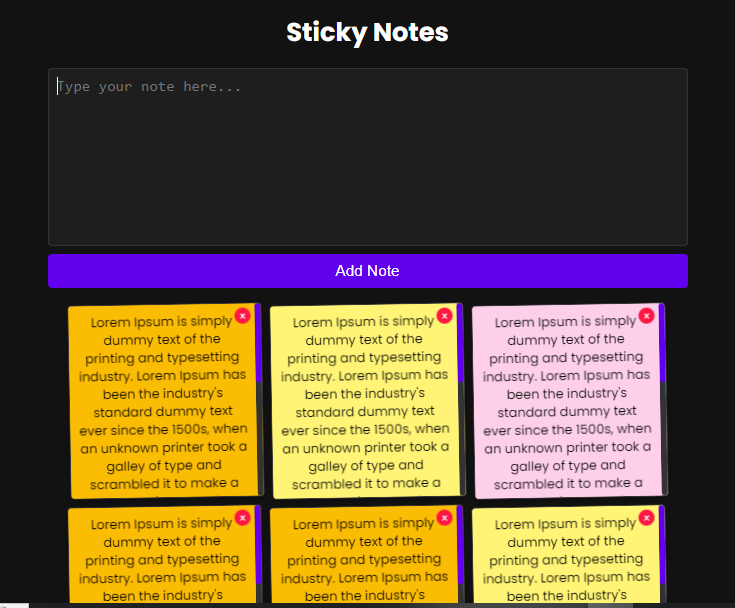 Sticky Notes
Type your note here...
Add Note
Lorem Ipsum is simply
dummy text of the
printing and typesetting
industry. Lorem Ipsum has
been the industry's
standard dummy text
ever since the 1500s, when
an unknown printer took a
galley of type and
scrambled it to make a
x
Lorem Ipsum is simply
dummy text of the
printing and typesetting
industry. Lorem Ipsum has
been the industry's
standard dummy text
ever since the 1500s, when
an unknown printer took a
galley of type and
scrambled it to make a
x
Lorem Ipsum is simply
dummy text of the
printing and typesetting
industry. Lorem Ipsum has
been the industry's
standard dummy text
ever since the 1500s, when
an unknown printer took a
galley of type and
scrambled it to make a
x
Lorem Ipsum is simply
dummy text of the
printing and typesetting
industry. Lorem Ipsum has
been the industry's
x
Lorem Ipsum is simply
dummy text of the
printing and typesetting
industry. Lorem Ipsum has
been the industry's
x
Lorem Ipsum is simply
dummy text of the
printing and typesetting
industry. Lorem Ipsum has
been the industry's
x